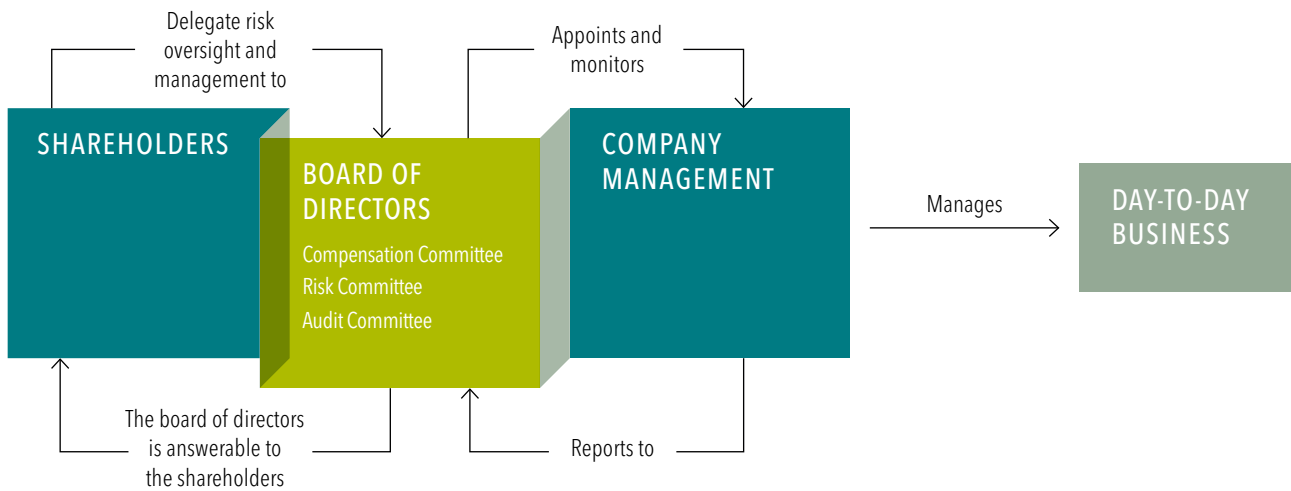 Delegate risk
oversight and
management to
Appoints and
monitors
SHAREHOLDERS
BOARD OF
DIRECTORS
Compensation Committee
Risk Committee
Audit Committee
COMPANY
MANAGEMENT
Manages
DAY-TO-DAY
BUSINESS
The board of directors
is answerable to
the shareholders
Reports to